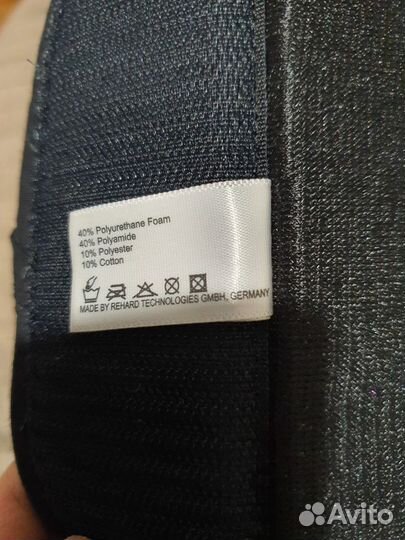 40% Polyurethane Foam
40% Polyamide
10% Polyester
10% Cotton
MADE BY REHARD TECHNOLOGIES GMBH, GERMANY
Avito